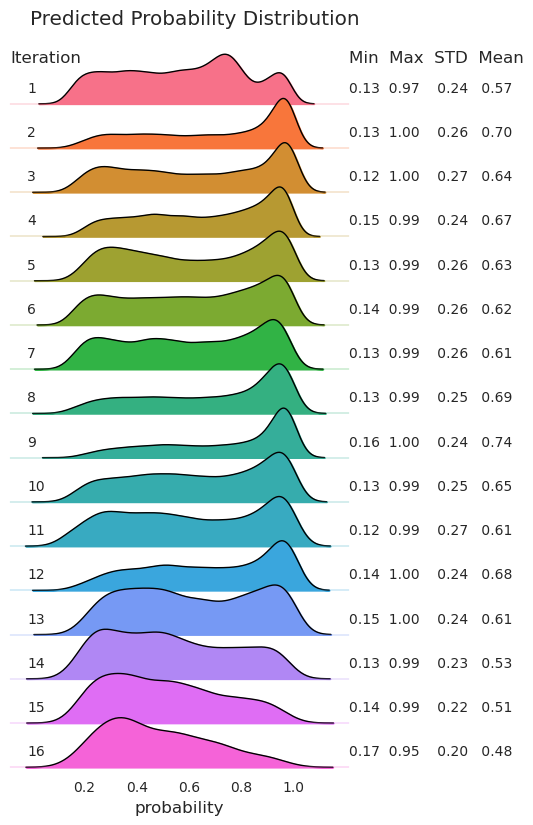 Predicted Probability Distribution
Iteration Min Max STD Mean
1 0.13 0.97 0.24 0.57
2 0.13 1.00 0.26 0.70
3 0.12 1.00 0.27 0.64
4 0.15 0.99 0.24 0.67
5 0.13 0.99 0.26 0.63
6 0.14 0.99 0.26 0.62
7 0.13 0.99 0.26 0.61
8 0.13 0.99 0.25 0.69
9 0.16 1.00 0.24 0.74
10 0.13 0.99 0.25 0.65
11 0.12 0.99 0.27 0.61
12 0.14 1.00 0.24 0.68
13 0.15 1.00 0.24 0.61
14 0.13 0.99 0.23 0.53
15 0.14 0.99 0.22 0.51
16 0.17 0.95 0.20 0.48
0.2 0.4 0.6 0.8 1.0
probability